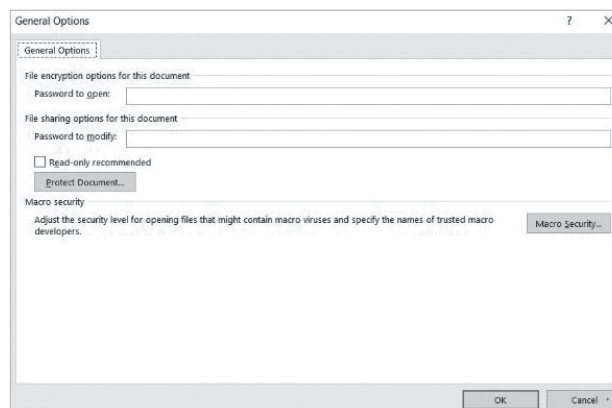 General Options ? X
General Options
File encryption options for this document
Password to open:
File sharing options for this document
Password to modify:
Read-only recommended
Protect Document...
Macro security
Adjust the security level for opening files that might contain macro viruses and specify the names of trusted macro
developers.
Macro Security...
OK Cancel